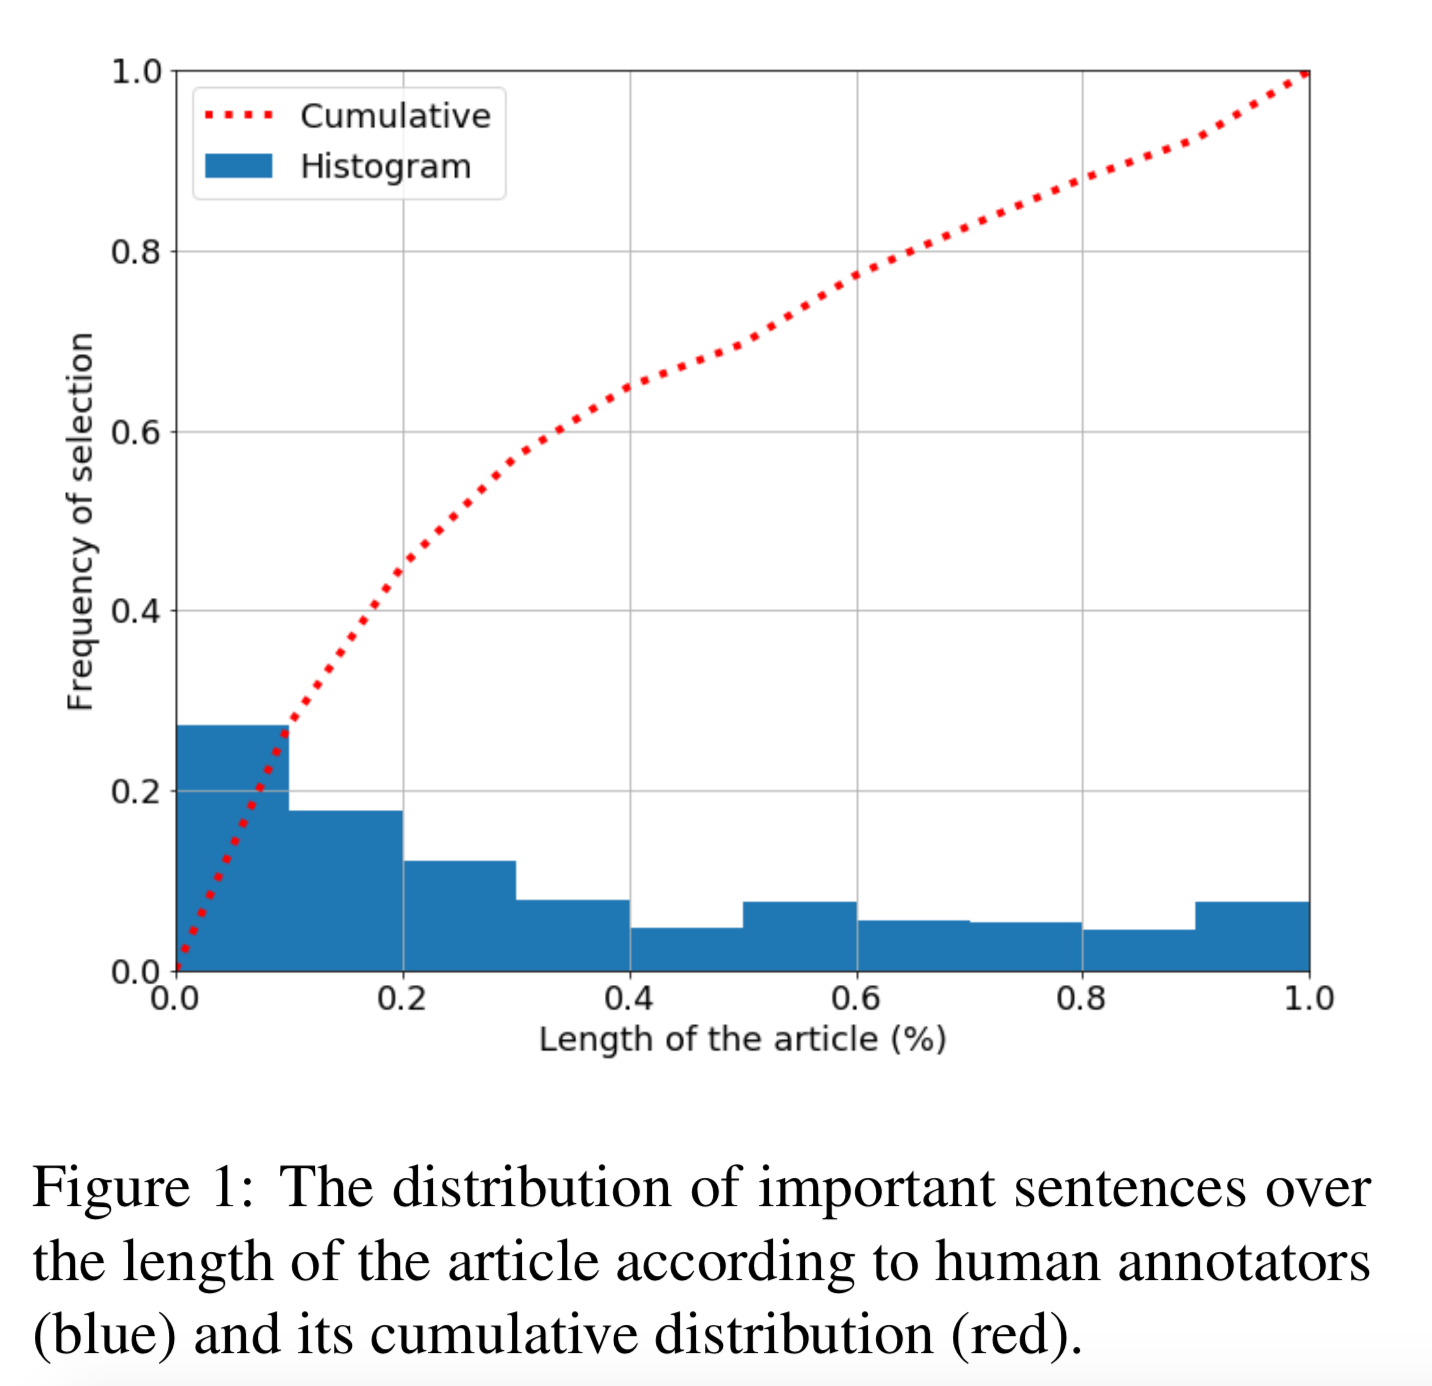 1.0
Cumulative
Histogram
0.8
0.6
0.4
0.2
0.0
Frequency of selection
0.0 0.2 0.4 0.6 0.8 1.0
Length of the article (%)
Figure 1: The distribution of important sentences over
the length of the article according to human annotators
(blue) and its cumulative distribution (red).